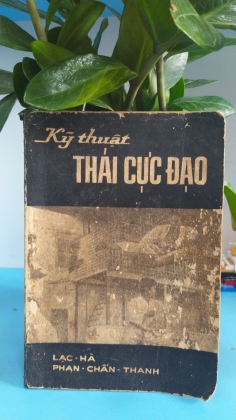 Kỹ thuật
THÁI CỰC ĐẠO
LẠC - HÀ
PHAN - CHẤN - THANH